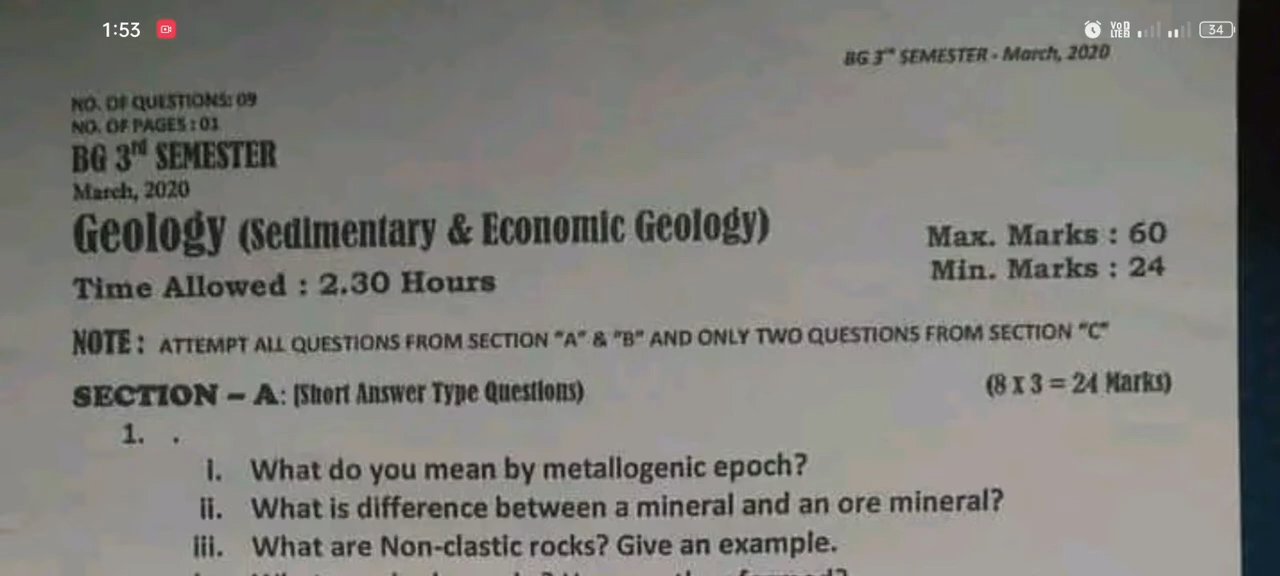 1:53
VoD LTE 34
BG 3rd SEMESTER - March, 2020
NO. OF QUESTIONS: 09
NO. OF PAGES : 01
BG 3rd SEMESTER
March, 2020
Geology (Sedimentary & Economic Geology)
Max. Marks : 60
Time Allowed : 2.30 Hours
Min. Marks : 24
NOTE : ATTEMPT ALL QUESTIONS FROM SECTION "A" & "B" AND ONLY TWO QUESTIONS FROM SECTION "C"
SECTION – A: (Short Answer Type Questions) (8 X 3 = 24 Marks)
1. .
i. What do you mean by metallogenic epoch?
ii. What is difference between a mineral and an ore mineral?
iii. What are Non-clastic rocks? Give an example.